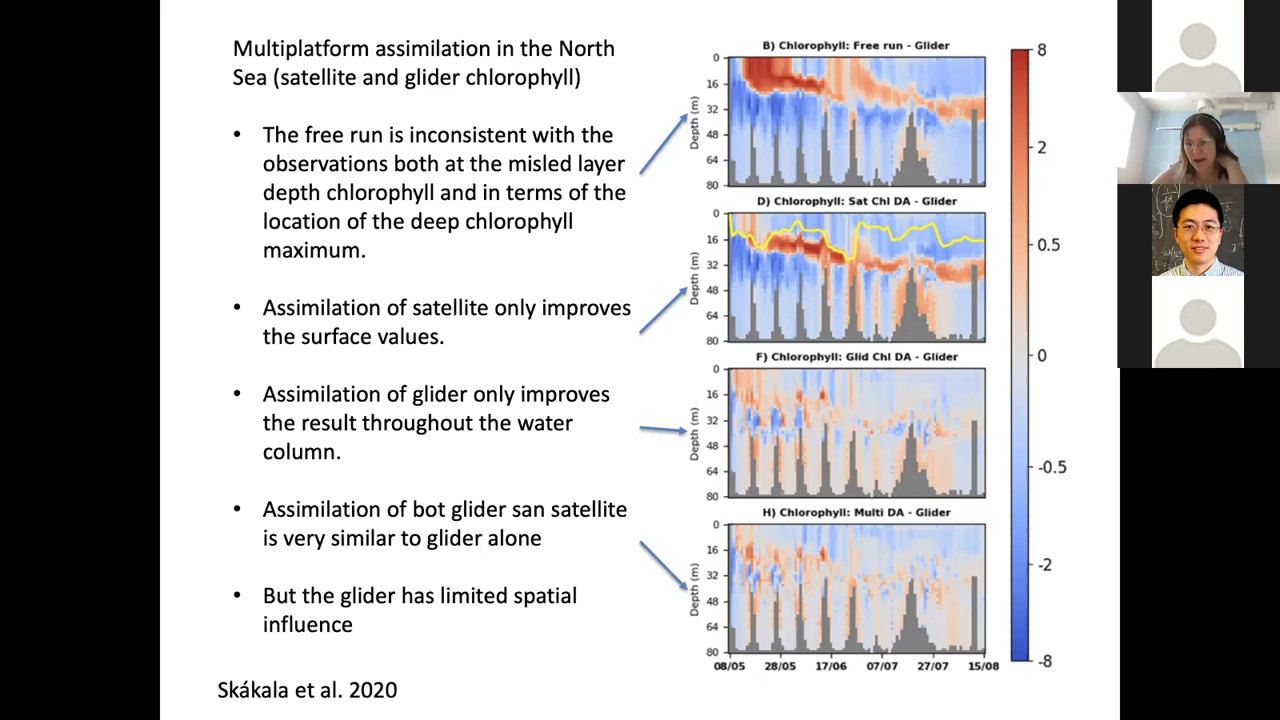 Multiplatform assimilation in the North
Sea (satellite and glider chlorophyll)
• The free run is inconsistent with the
observations both at the misled layer
depth chlorophyll and in terms of the
location of the deep chlorophyll
maximum.
• Assimilation of satellite only improves
the surface values.
• Assimilation of glider only improves
the result throughout the water
column.
• Assimilation of bot glider san satellite
is very similar to glider alone
• But the glider has limited spatial
influence
Skákala et al. 2020
B) Chlorophyll: Free run - Glider
Depth (m)
0
16
32
48
64
80
D) Chlorophyll: Sat Chl DA - Glider
Depth (m)
0
16
32
48
64
80
F) Chlorophyll: Glid Chl DA - Glider
Depth (m)
0
16
32
48
64
80
H) Chlorophyll: Multi DA - Glider
Depth (m)
0
16
32
48
64
80
08/05 28/05 17/06 07/07 27/07 15/08
8
2
0.5
0
-0.5
-2
-8